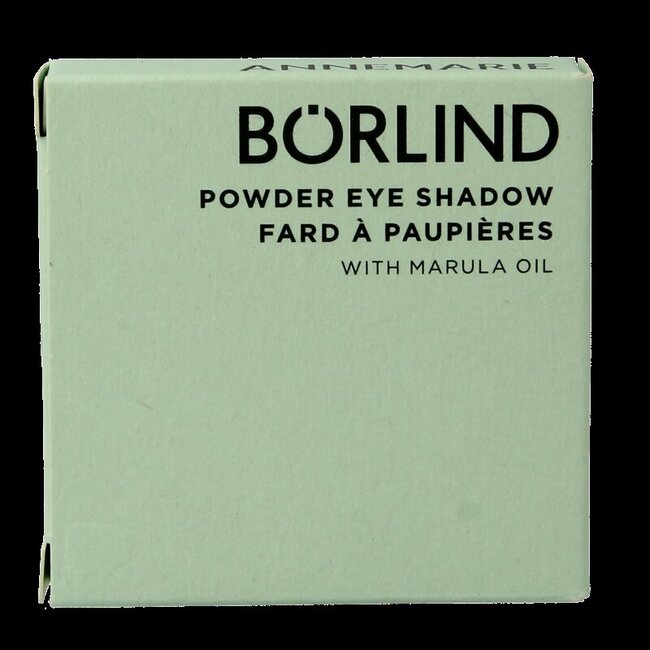 ANNEMARIE
BÖRLIND
POWDER EYE SHADOW
FARD À PAUPIÈRES
WITH MARULA OIL